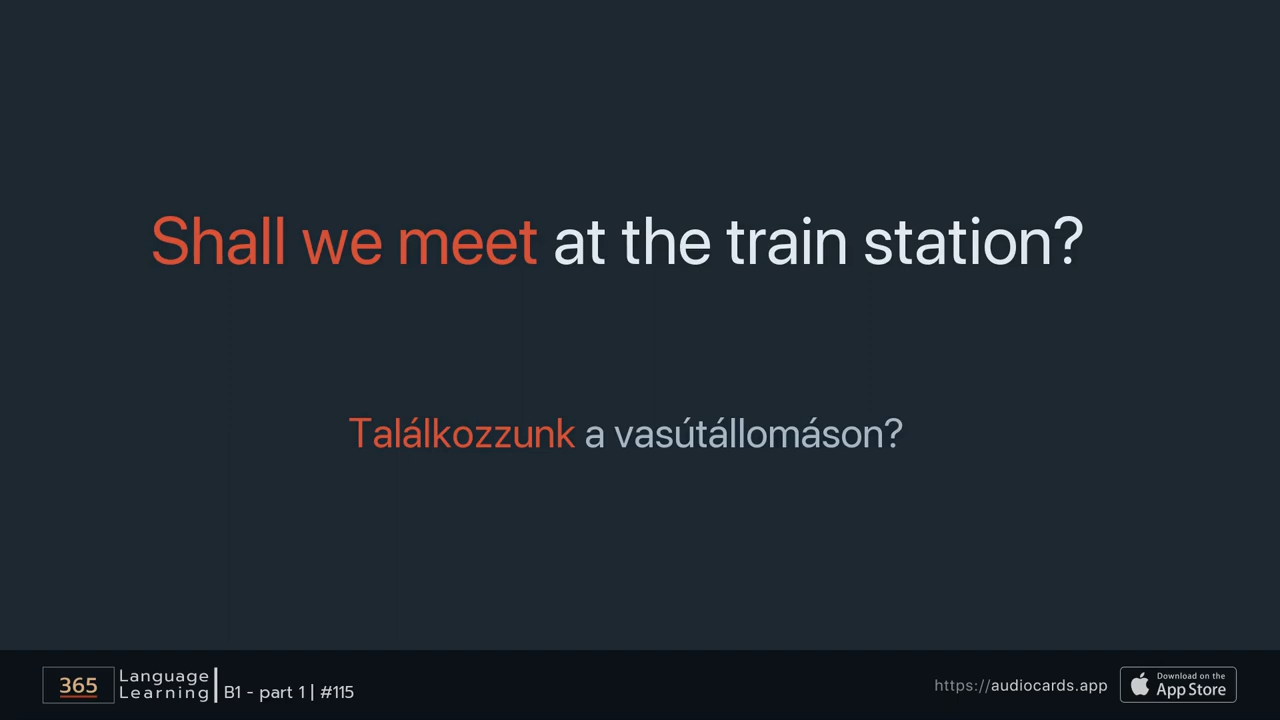 Shall we meet at the train station?
Találkozzunk a vasútállomáson?
365
Language
Learning
B1 - part 1 | #115
https://audiocards.app
Download on the
App Store